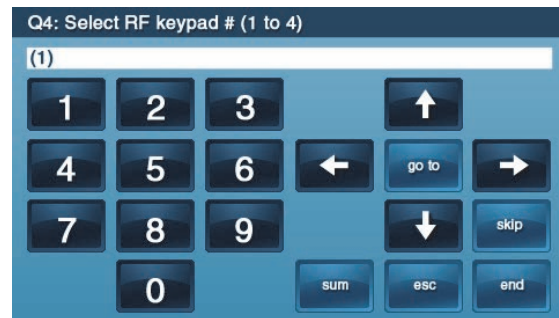 Q4: Select RF keypad # (1 to 4)
(1)
1 2 3
4 5 6 go to
7 8 9 skip
0 sum esc end